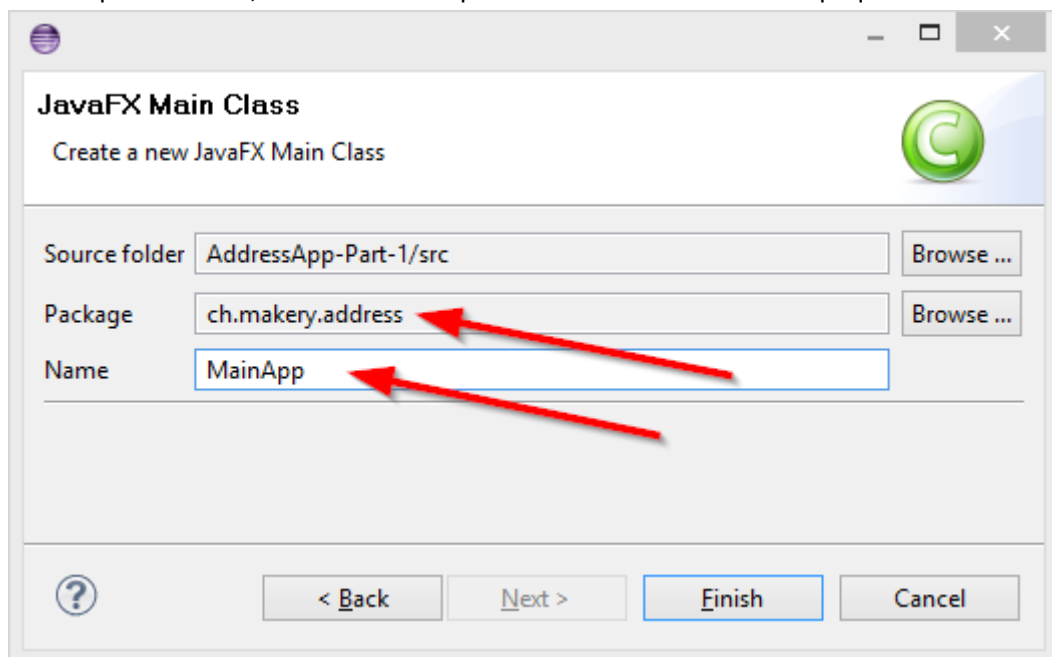 JavaFX Main Class
Create a new JavaFX Main Class
Source folder AddressApp-Part-1/src Browse ...
Package ch.makery.address Browse ...
Name MainApp
? < Back Next > Finish Cancel